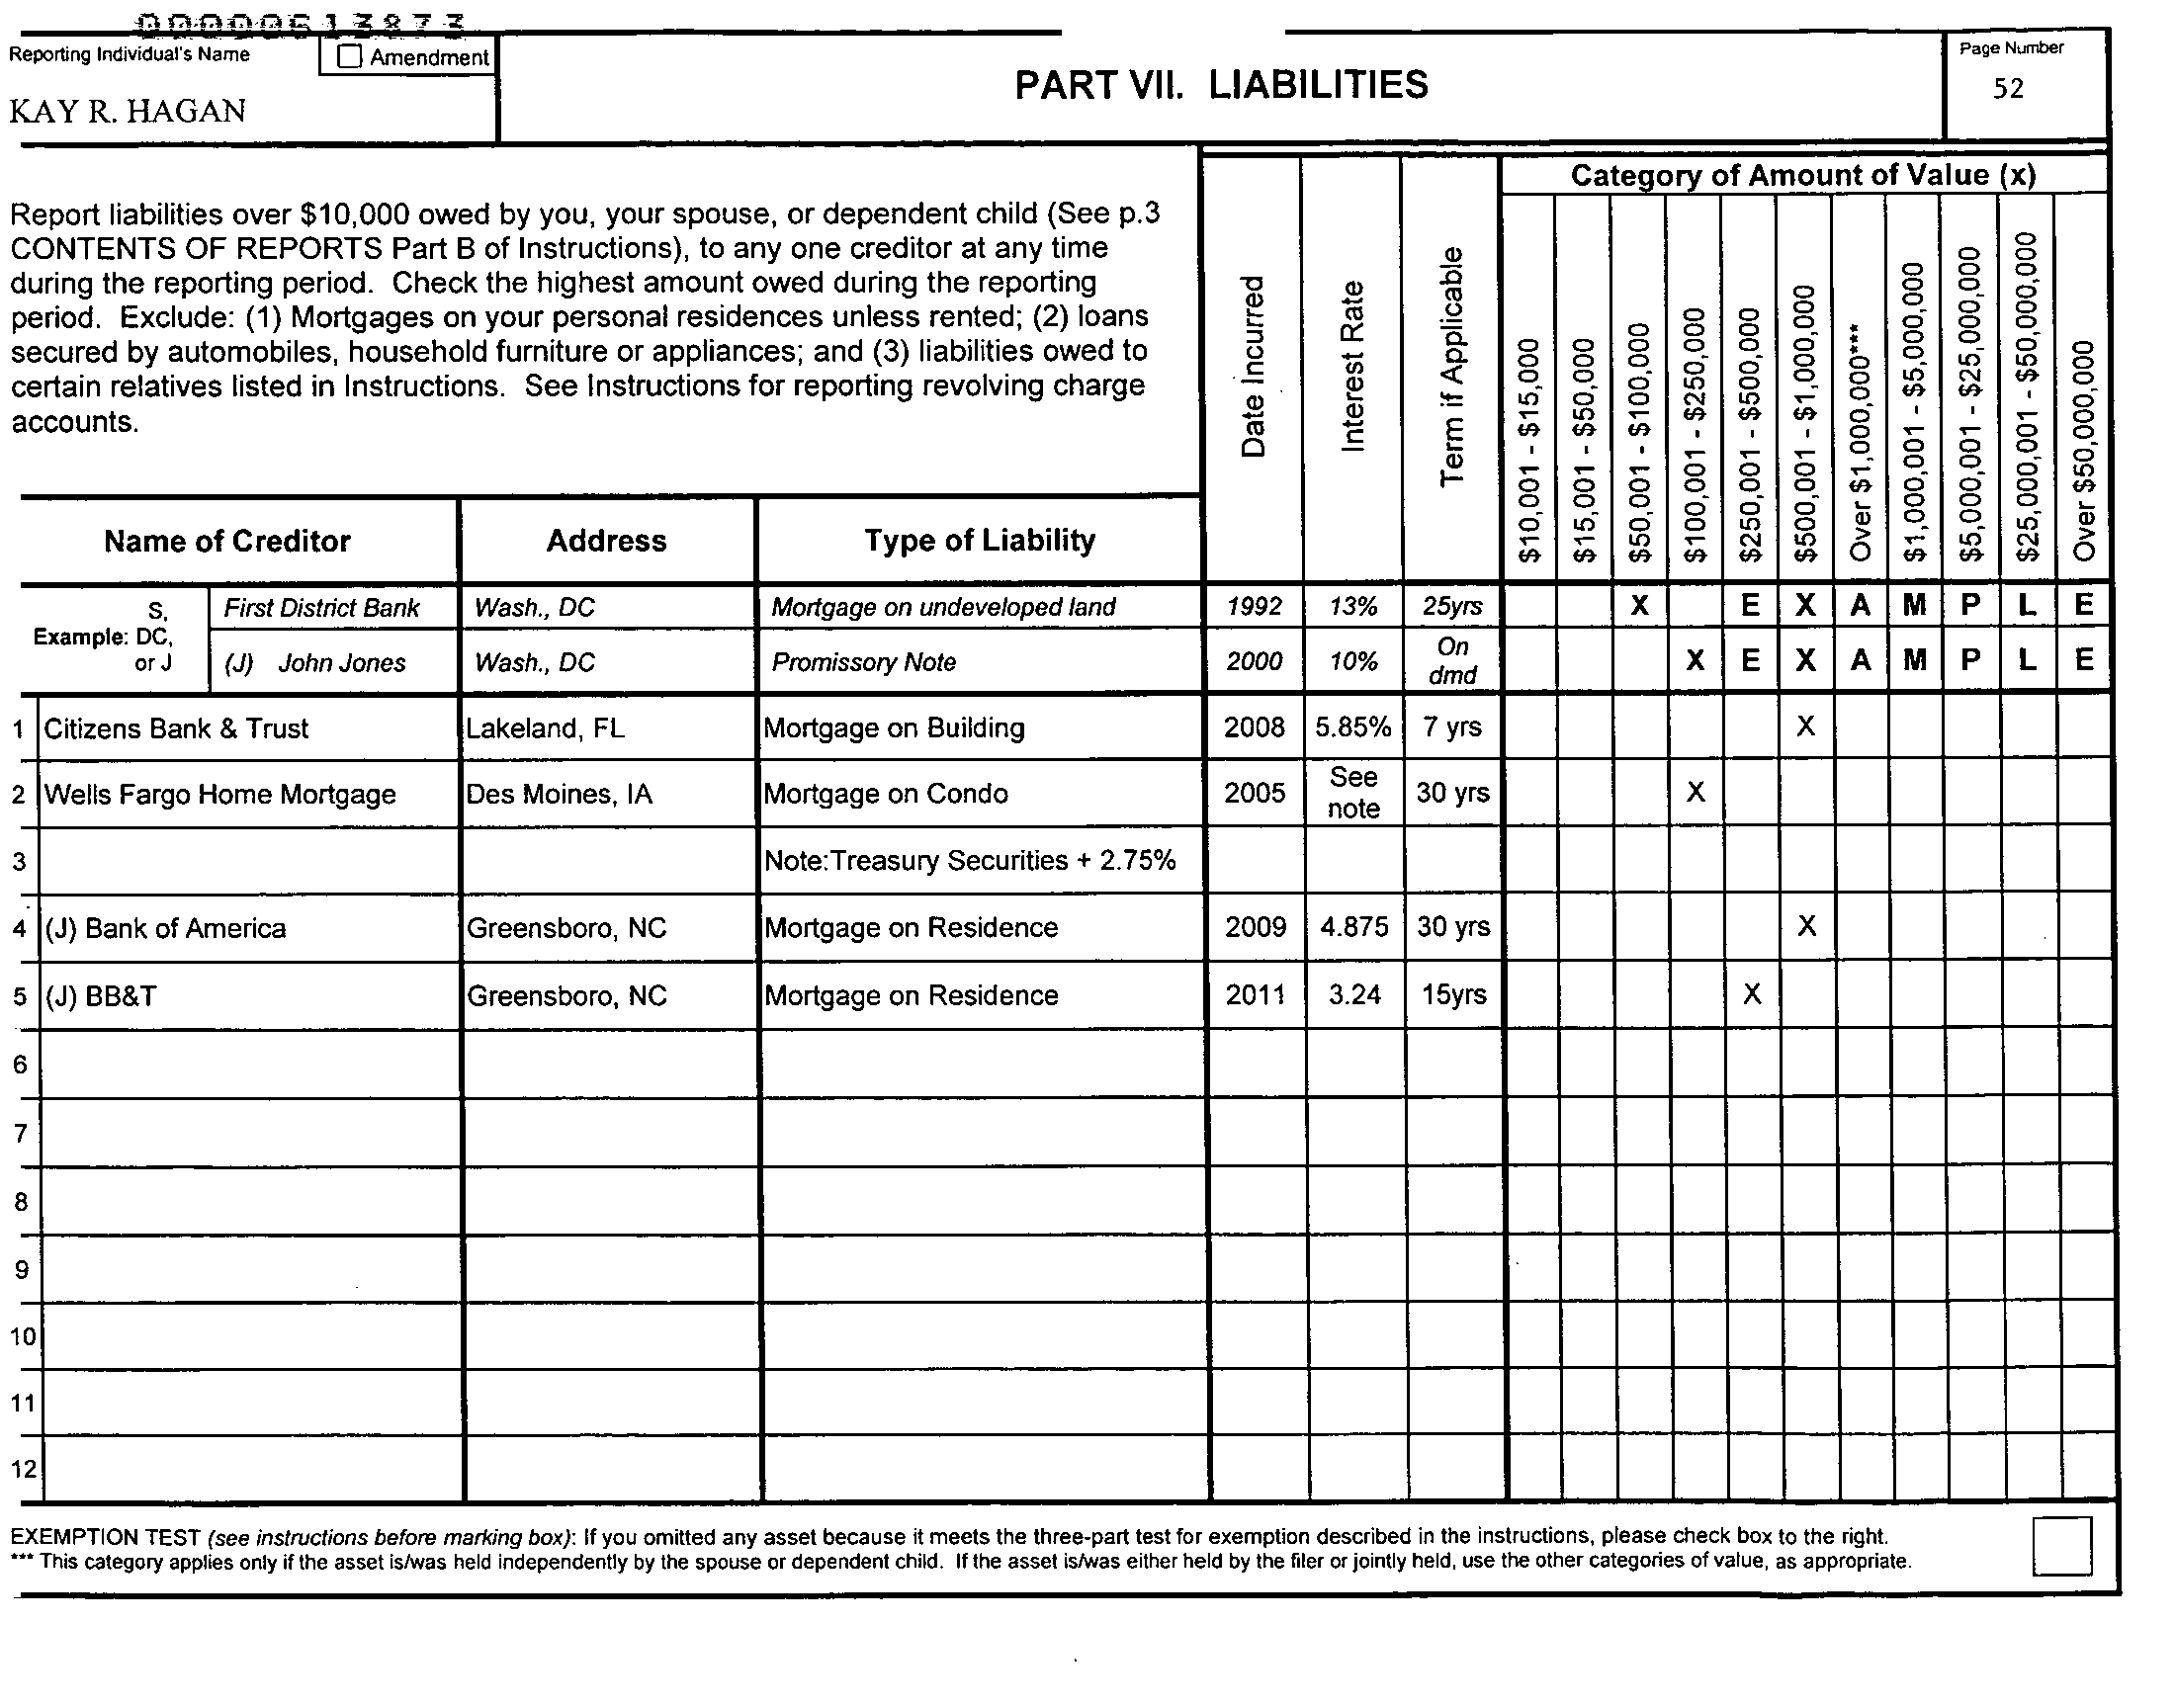 00000613873
Reporting Individual's Name
Amendment
KAY R. HAGAN
PART VII. LIABILITIES
Page Number
52
Report liabilities over $10,000 owed by you, your spouse, or dependent child (See p.3
CONTENTS OF REPORTS Part B of Instructions), to any one creditor at any time
during the reporting period. Check the highest amount owed during the reporting
period. Exclude: (1) Mortgages on your personal residences unless rented; (2) loans
secured by automobiles, household furniture or appliances; and (3) liabilities owed to
certain relatives listed in Instructions. See Instructions for reporting revolving charge
accounts.
Date Incurred
Interest Rate
Term if Applicable
Category of Amount of Value (x)
$10,001 - $15,000
$15,001 - $50,000
$50,001 - $100,000
$100,001 - $250,000
$250,001 - $500,000
$500,001 - $1,000,000
Over $1,000,000***
$1,000,001 - $5,000,000
$5,000,001 - $25,000,000
$25,000,001 - $50,000,000
Over $50,000,000
Name of Creditor Address Type of Liability
Example: S, DC, or J
First District Bank Wash., DC Mortgage on undeveloped land 1992 13% 25yrs X E X A M P L E
(J) John Jones Wash., DC Promissory Note 2000 10% On dmd X E X A M P L E
1 Citizens Bank & Trust Lakeland, FL Mortgage on Building 2008 5.85% 7 yrs X
2 Wells Fargo Home Mortgage Des Moines, IA Mortgage on Condo 2005 See note 30 yrs X
3 Note:Treasury Securities + 2.75%
4 (J) Bank of America Greensboro, NC Mortgage on Residence 2009 4.875 30 yrs X
5 (J) BB&T Greensboro, NC Mortgage on Residence 2011 3.24 15yrs X
6
7
8
9
10
11
12
EXEMPTION TEST (see instructions before marking box): If you omitted any asset because it meets the three-part test for exemption described in the instructions, please check box to the right.
*** This category applies only if the asset is/was held independently by the spouse or dependent child. If the asset is/was either held by the filer or jointly held, use the other categories of value, as appropriate.